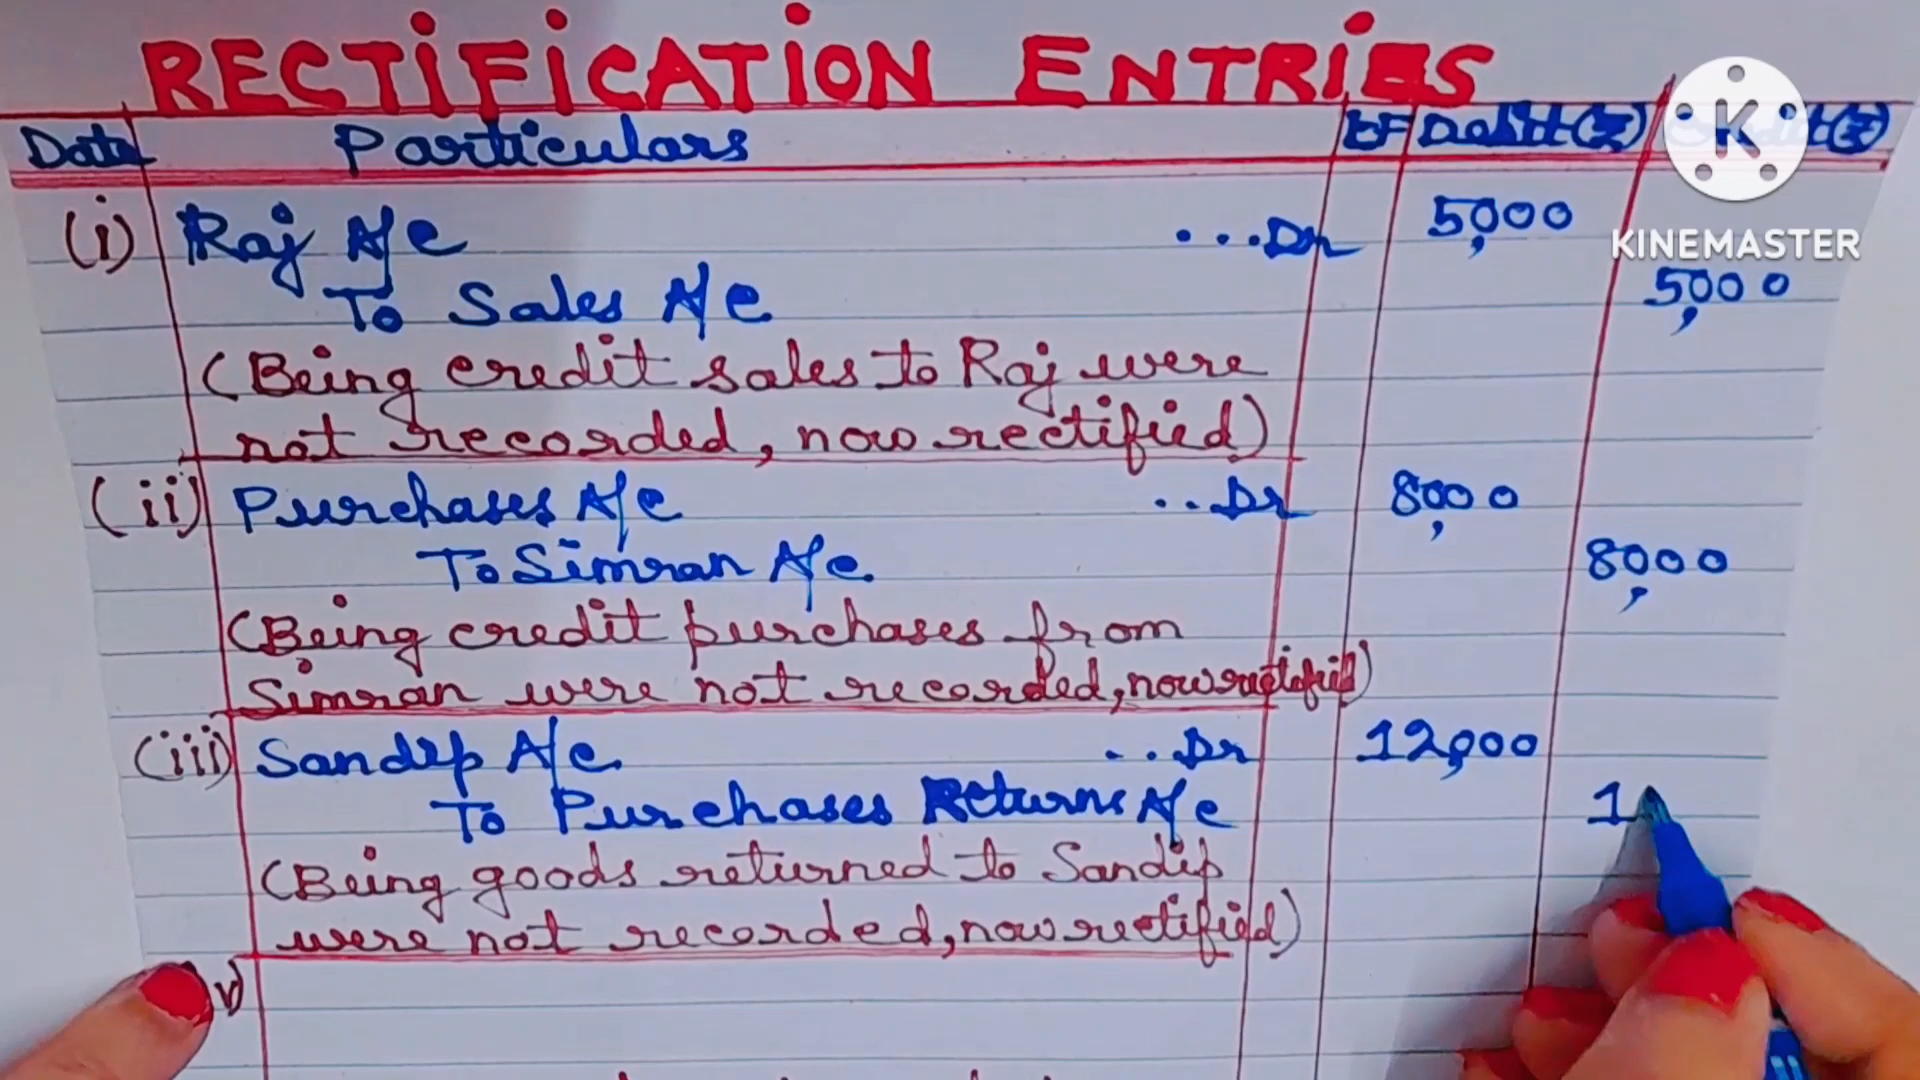 RECTIFICATION ENTRIES
Date Particulars LF Debit(₹) (₹)
K
KINEMASTER
(i) Raj A/c ...Dr 5,000
To Sales A/c 5,000
(Being credit sales to Raj were
not recorded, now rectified)
(ii) Purchases A/c ..Dr 8,000
To Simran A/c. 8,000
(Being credit purchases from
Simran were not recorded, now rectified)
(iii) Sandip A/c. ...Dr 12,000
To Purchases Returns A/c 1
(Being goods returned to Sandip
were not recorded, now rectified)
v)